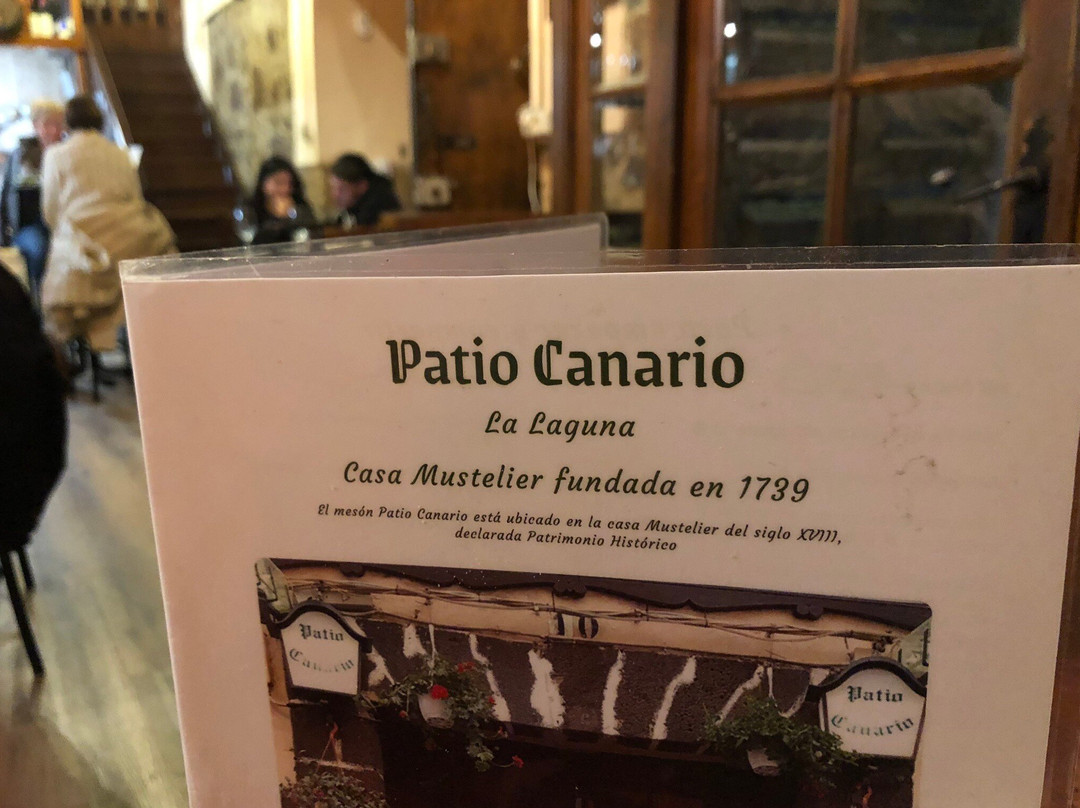 Patio Canario
La Laguna
Casa Mustelier fundada en 1739
El mesón Patio Canario está ubicado en la casa Mustelier del siglo XVIII,
declarada Patrimonio Histórico
10
Patio
Canario
Patio
Canario